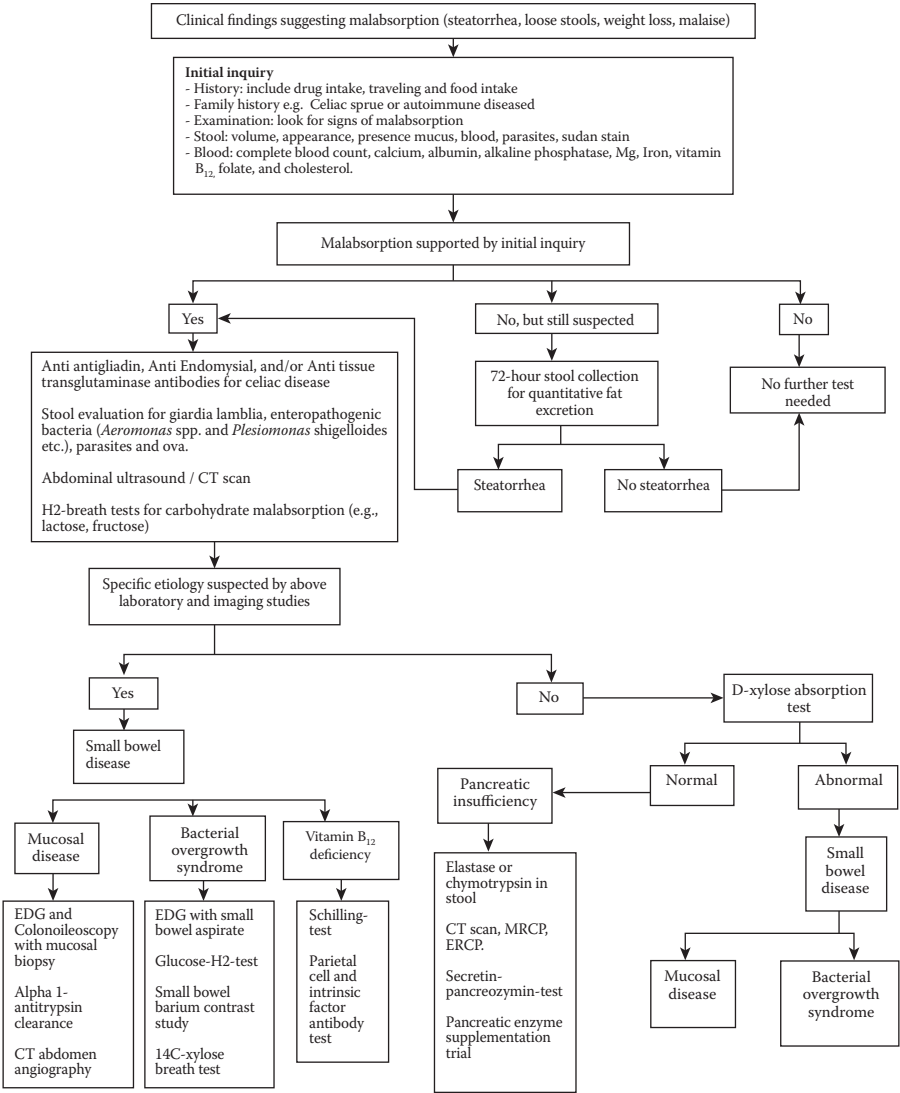 Clinical findings suggesting malabsorption (steatorrhea, loose stools, weight loss, malaise)
Initial inquiry
- History: include drug intake, traveling and food intake
- Family history e.g. Celiac sprue or autoimmune diseased
- Examination: look for signs of malabsorption
- Stool: volume, appearance, presence mucus, blood, parasites, sudan stain
- Blood: complete blood count, calcium, albumin, alkaline phosphatase, Mg, Iron, vitamin
B12, folate, and cholesterol.
Malabsorption supported by initial inquiry
Yes
No, but still suspected
No
Anti antigliadin, Anti Endomysial, and/or Anti tissue
transglutaminase antibodies for celiac disease
Stool evaluation for giardia lamblia, enteropathogenic
bacteria (Aeromonas spp. and Plesiomonas shigelloides
etc.), parasites and ova.
Abdominal ultrasound / CT scan
H2-breath tests for carbohydrate malabsorption (e.g.,
lactose, fructose)
72-hour stool collection
for quantitative fat
excretion
No further test
needed
Steatorrhea
No steatorrhea
Specific etiology suspected by above
laboratory and imaging studies
Yes
No
D-xylose absorption
test
Small bowel
disease
Pancreatic
insufficiency
Normal
Abnormal
Mucosal
disease
Bacterial
overgrowth
syndrome
Vitamin B12
deficiency
Small
bowel
disease
EDG and
Colonoileoscopy
with mucosal
biopsy
Alpha 1-
antitrypsin
clearance
CT abdomen
angiography
EDG with small
bowel aspirate
Glucose-H2-test
Small bowel
barium contrast
study
14C-xylose
breath test
Schilling-
test
Parietal
cell and
intrinsic
factor
antibody
test
Elastase or
chymotrypsin in
stool
CT scan, MRCP,
ERCP.
Secretin-
pancreozymin-test
Pancreatic enzyme
supplementation
trial
Mucosal
disease
Bacterial
overgrowth
syndrome